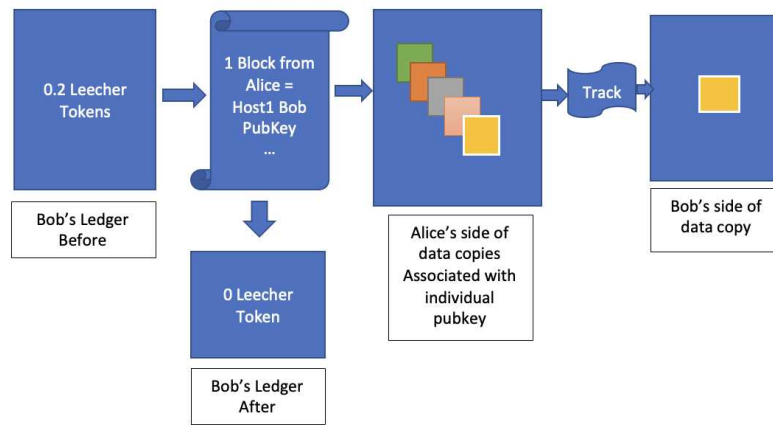 0.2 Leecher
Tokens
Bob's Ledger
Before
1 Block from
Alice =
Host1 Bob
PubKey
...
0 Leecher
Token
Bob's Ledger
After
Alice's side of
data copies
Associated with
individual
pubkey
Track
Bob's side of
data copy